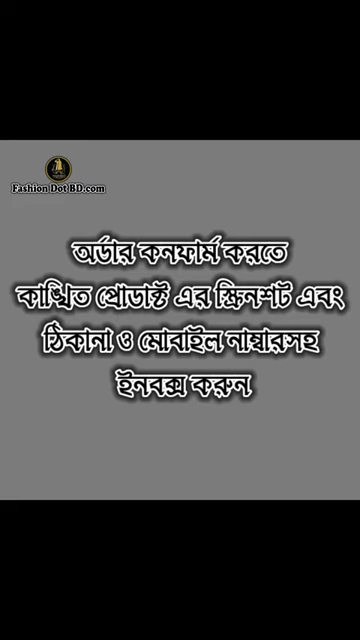 Fashion Dot BD.com
অর্ডার কনফার্ম করতে
কাঙ্খিত প্রোডাক্ট এর স্ক্রিনশট এবং
ঠিকানা ও মোবাইল নাম্বারসহ
ইনবক্স করুন